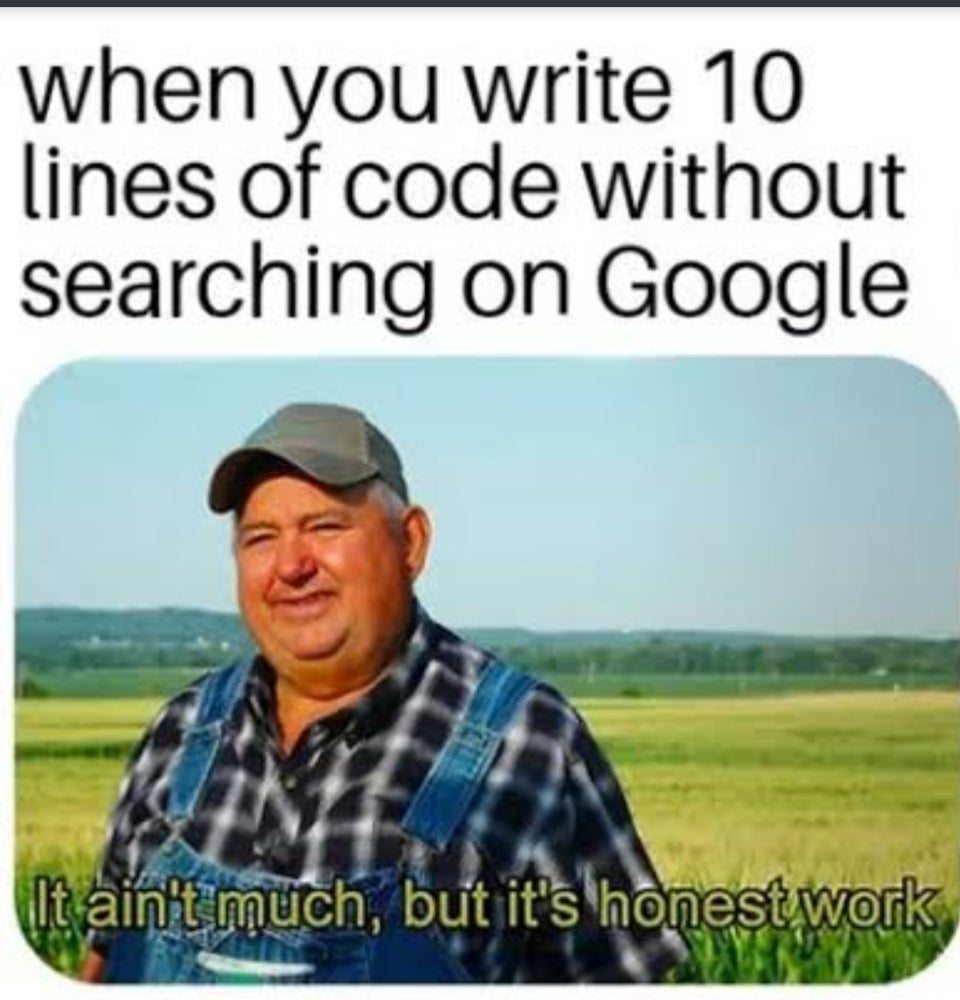 when you write 10
lines of code without
searching on Google
It ain't much, but it's honest work